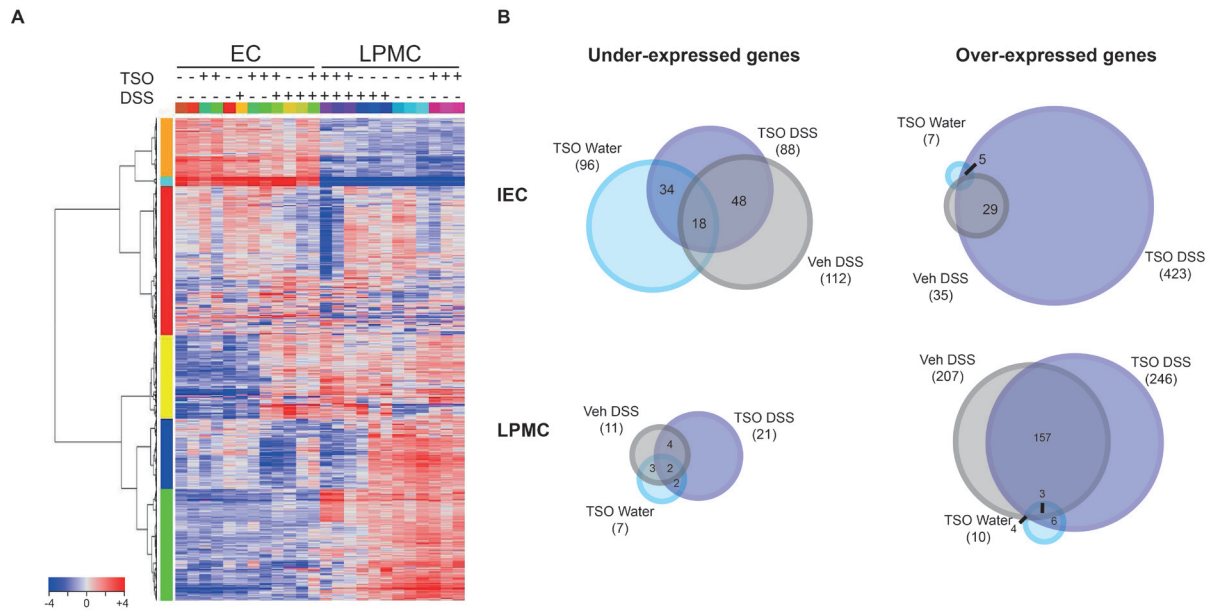 A
B
EC LPMC
TSO - - + + - - + + + - - + + + + - - - - - - + + +
DSS - - - - - + - - + + + + + + + + + + - - - - - -
-4 0 +4
Under-expressed genes
Over-expressed genes
IEC
TSO Water
(96)
TSO DSS
(88)
34
48
18
Veh DSS
(112)
TSO Water
(7)
5
29
Veh DSS
(35)
TSO DSS
(423)
LPMC
Veh DSS
(11)
TSO DSS
(21)
4
3
2
2
TSO Water
(7)
Veh DSS
(207)
TSO DSS
(246)
157
3
TSO Water
(10)
4
6